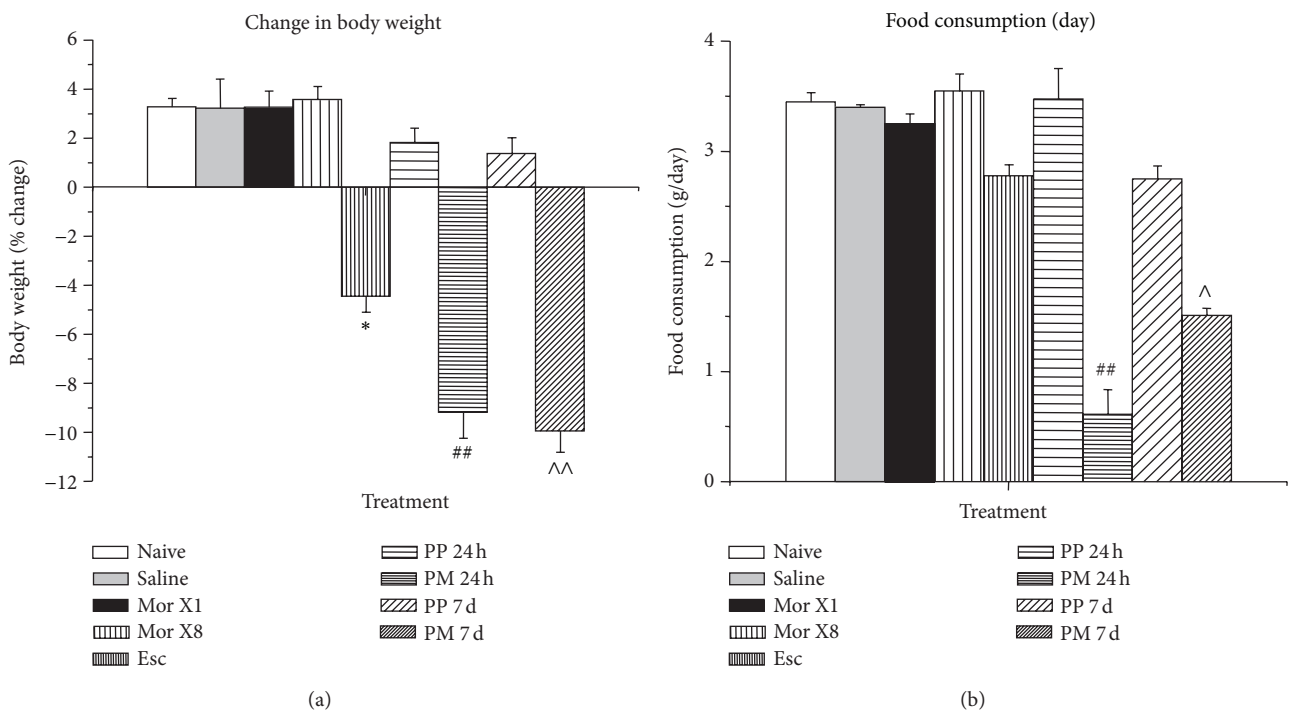 Change in body weight
6
4
2
0
−2
−4
−6
−8
−10
−12
Body weight (% change)
*
##
^^
Treatment
Naive
Saline
Mor X1
Mor X8
Esc
PP 24 h
PM 24 h
PP 7 d
PM 7 d
(a)
Food consumption (day)
4
3
2
1
0
Food consumption (g/day)
##
^
Treatment
Naive
Saline
Mor X1
Mor X8
Esc
PP 24 h
PM 24 h
PP 7 d
PM 7 d
(b)